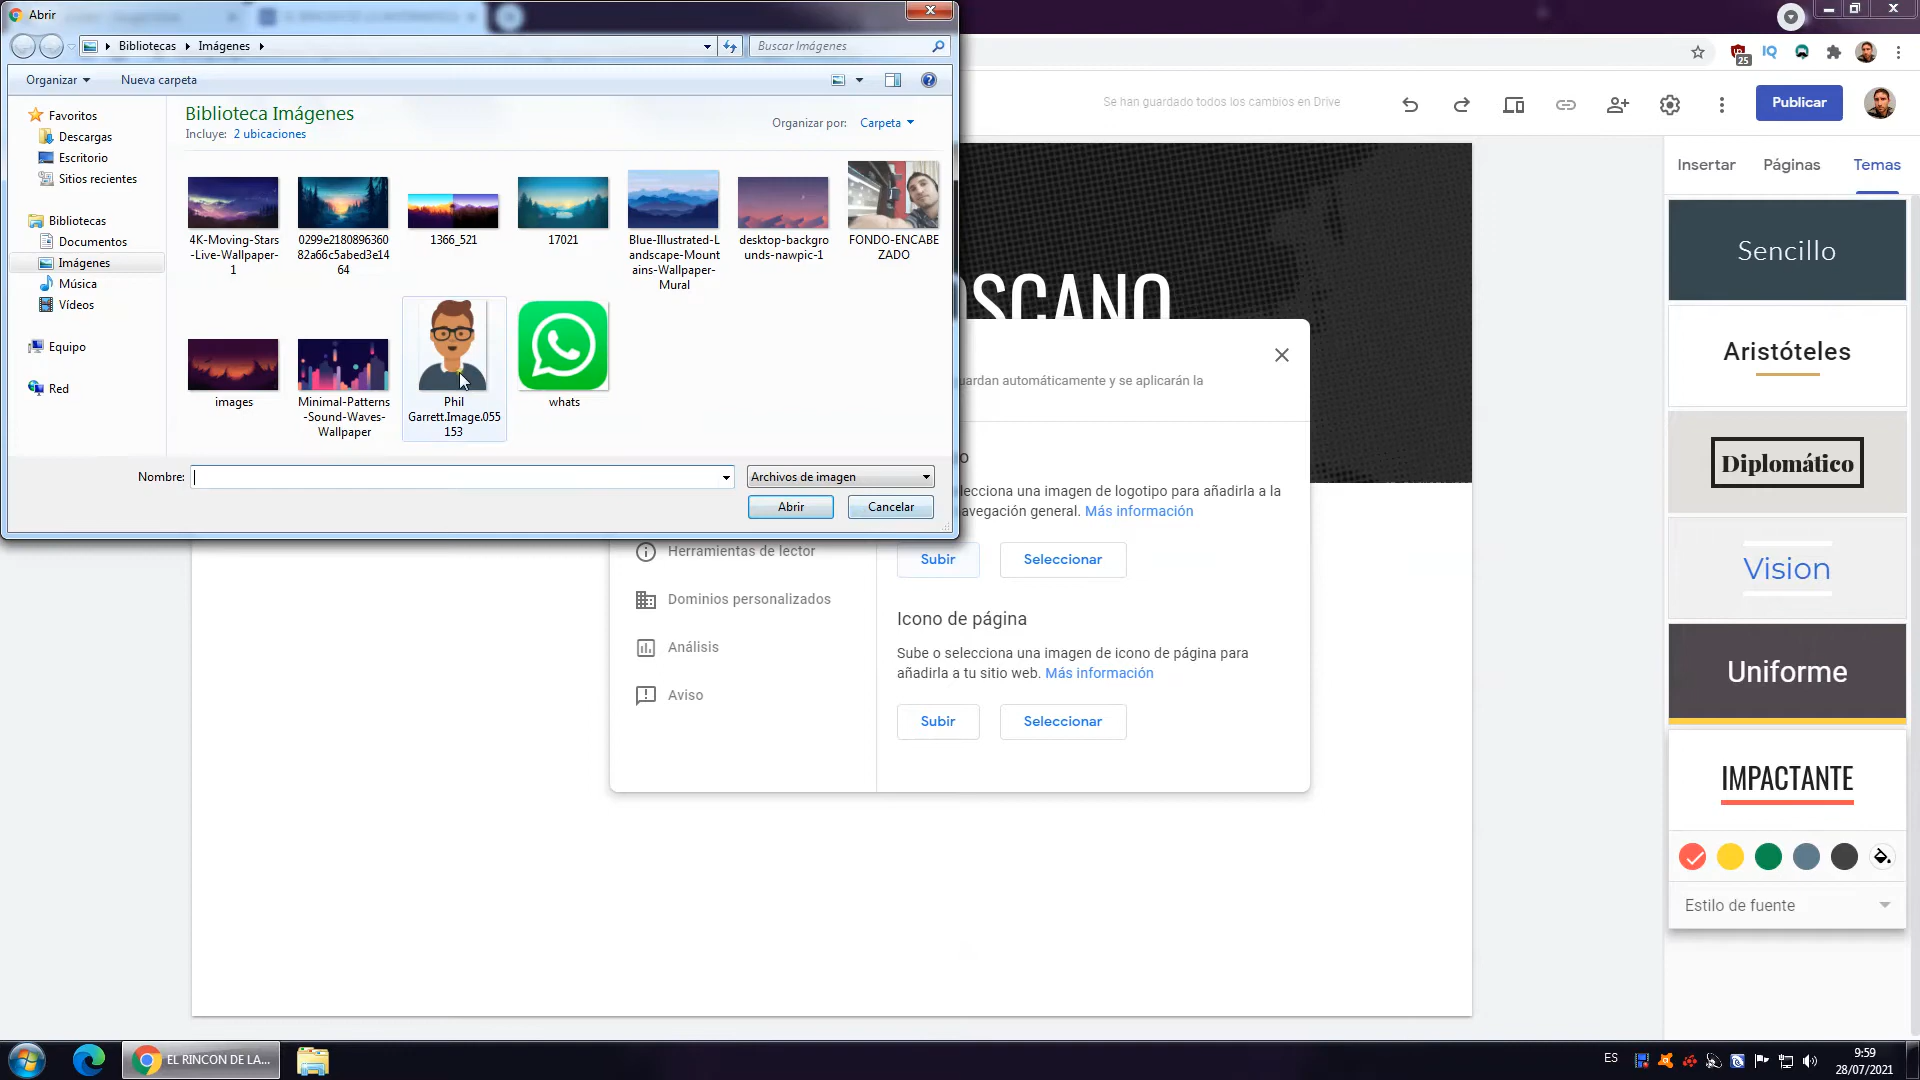 Abrir
Bibliotecas
Imágenes
Buscar Imágenes
Organizar
Nueva carpeta
Favoritos
Descargas
Escritorio
Sitios recientes
Bibliotecas
Documentos
Imágenes
Música
Vídeos
Equipo
Red
Biblioteca Imágenes
Incluye: 2 ubicaciones
Organizar por: Carpeta
4K-Moving-Stars
-Live-Wallpaper-
1
0299e2180896360
82a66c5abed3e14
64
1366_521
17021
Blue-Illustrated-L
andscape-Mount
ains-Wallpaper-
Mural
desktop-backgro
unds-nawpic-1
FONDO-ENCABE
ZADO
images
Minimal-Patterns
-Sound-Waves-
Wallpaper
Phil
Garrett.Image.055
153
whats
Nombre:
Archivos de imagen
Abrir
Cancelar
25
IQ
Se han guardado todos los cambios en Drive
Publicar
Insertar
Páginas
Temas
OSCANO
uardan automáticamente y se aplicarán la
o
lecciona una imagen de logotipo para añadirla a la
avegación general. Más información
Subir
Seleccionar
Herramientas de lector
Dominios personalizados
Análisis
Aviso
Icono de página
Sube o selecciona una imagen de icono de página para
añadirla a tu sitio web. Más información
Subir
Seleccionar
Sencillo
Aristóteles
Diplomático
Vision
Uniforme
IMPACTANTE
Estilo de fuente
EL RINCON DE LA...
ES
9:59
28/07/2021